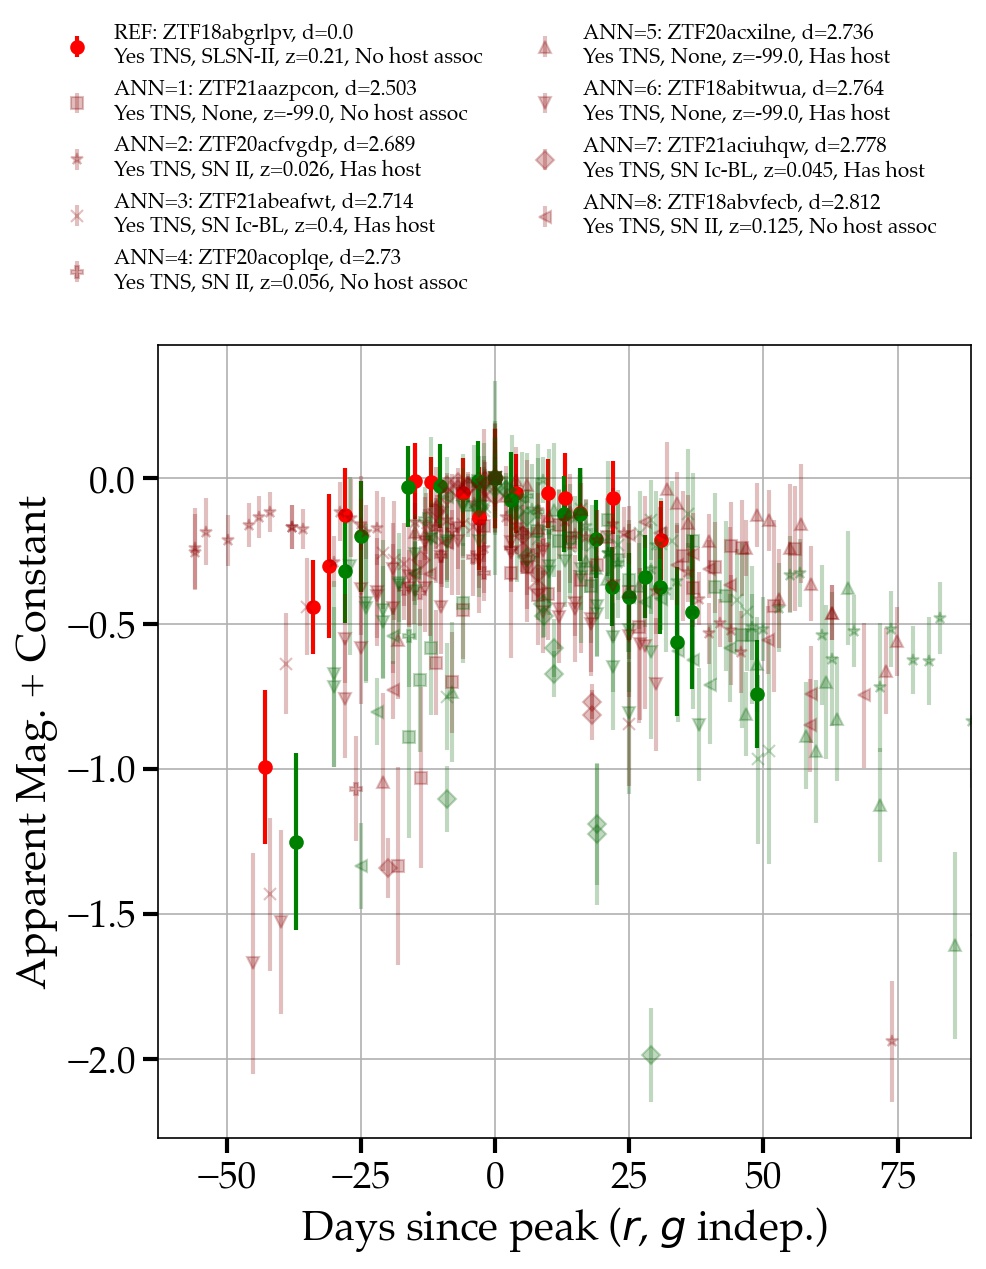 REF: ZTF18abgrlpv, d=0.0
Yes TNS, SLSN-II, z=0.21, No host assoc
ANN=1: ZTF21aazpcon, d=2.503
Yes TNS, None, z=-99.0, No host assoc
ANN=2: ZTF20acfvgdp, d=2.689
Yes TNS, SN II, z=0.026, Has host
ANN=3: ZTF21abeafwt, d=2.714
Yes TNS, SN Ic-BL, z=0.4, Has host
ANN=4: ZTF20acoplqe, d=2.73
Yes TNS, SN II, z=0.056, No host assoc
ANN=5: ZTF20acxilne, d=2.736
Yes TNS, None, z=-99.0, Has host
ANN=6: ZTF18abitwua, d=2.764
Yes TNS, None, z=-99.0, Has host
ANN=7: ZTF21aciuhqw, d=2.778
Yes TNS, SN Ic-BL, z=0.045, Has host
ANN=8: ZTF18abvfecb, d=2.812
Yes TNS, SN II, z=0.125, No host assoc
Apparent Mag. + Constant
0.0
−0.5
−1.0
−1.5
−2.0
−50
−25
0
25
50
75
Days since peak (r, g indep.)